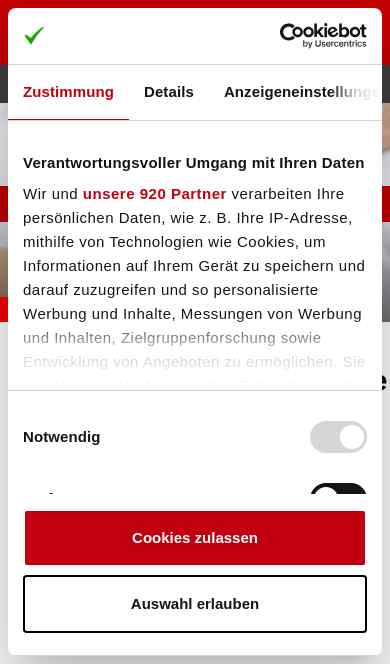 Cookiebot
by Usercentrics
Zustimmung Details Anzeigeneinstellunge
Verantwortungsvoller Umgang mit Ihren Daten
Wir und unsere 920 Partner verarbeiten Ihre
persönlichen Daten, wie z. B. Ihre IP-Adresse,
mithilfe von Technologien wie Cookies, um
Informationen auf Ihrem Gerät zu speichern und
darauf zuzugreifen und so personalisierte
Werbung und Inhalte, Messungen von Werbung
und Inhalten, Zielgruppenforschung sowie
Entwicklung von Angeboten zu ermöglichen. Sie
Notwendig
Cookies zulassen
Auswahl erlauben